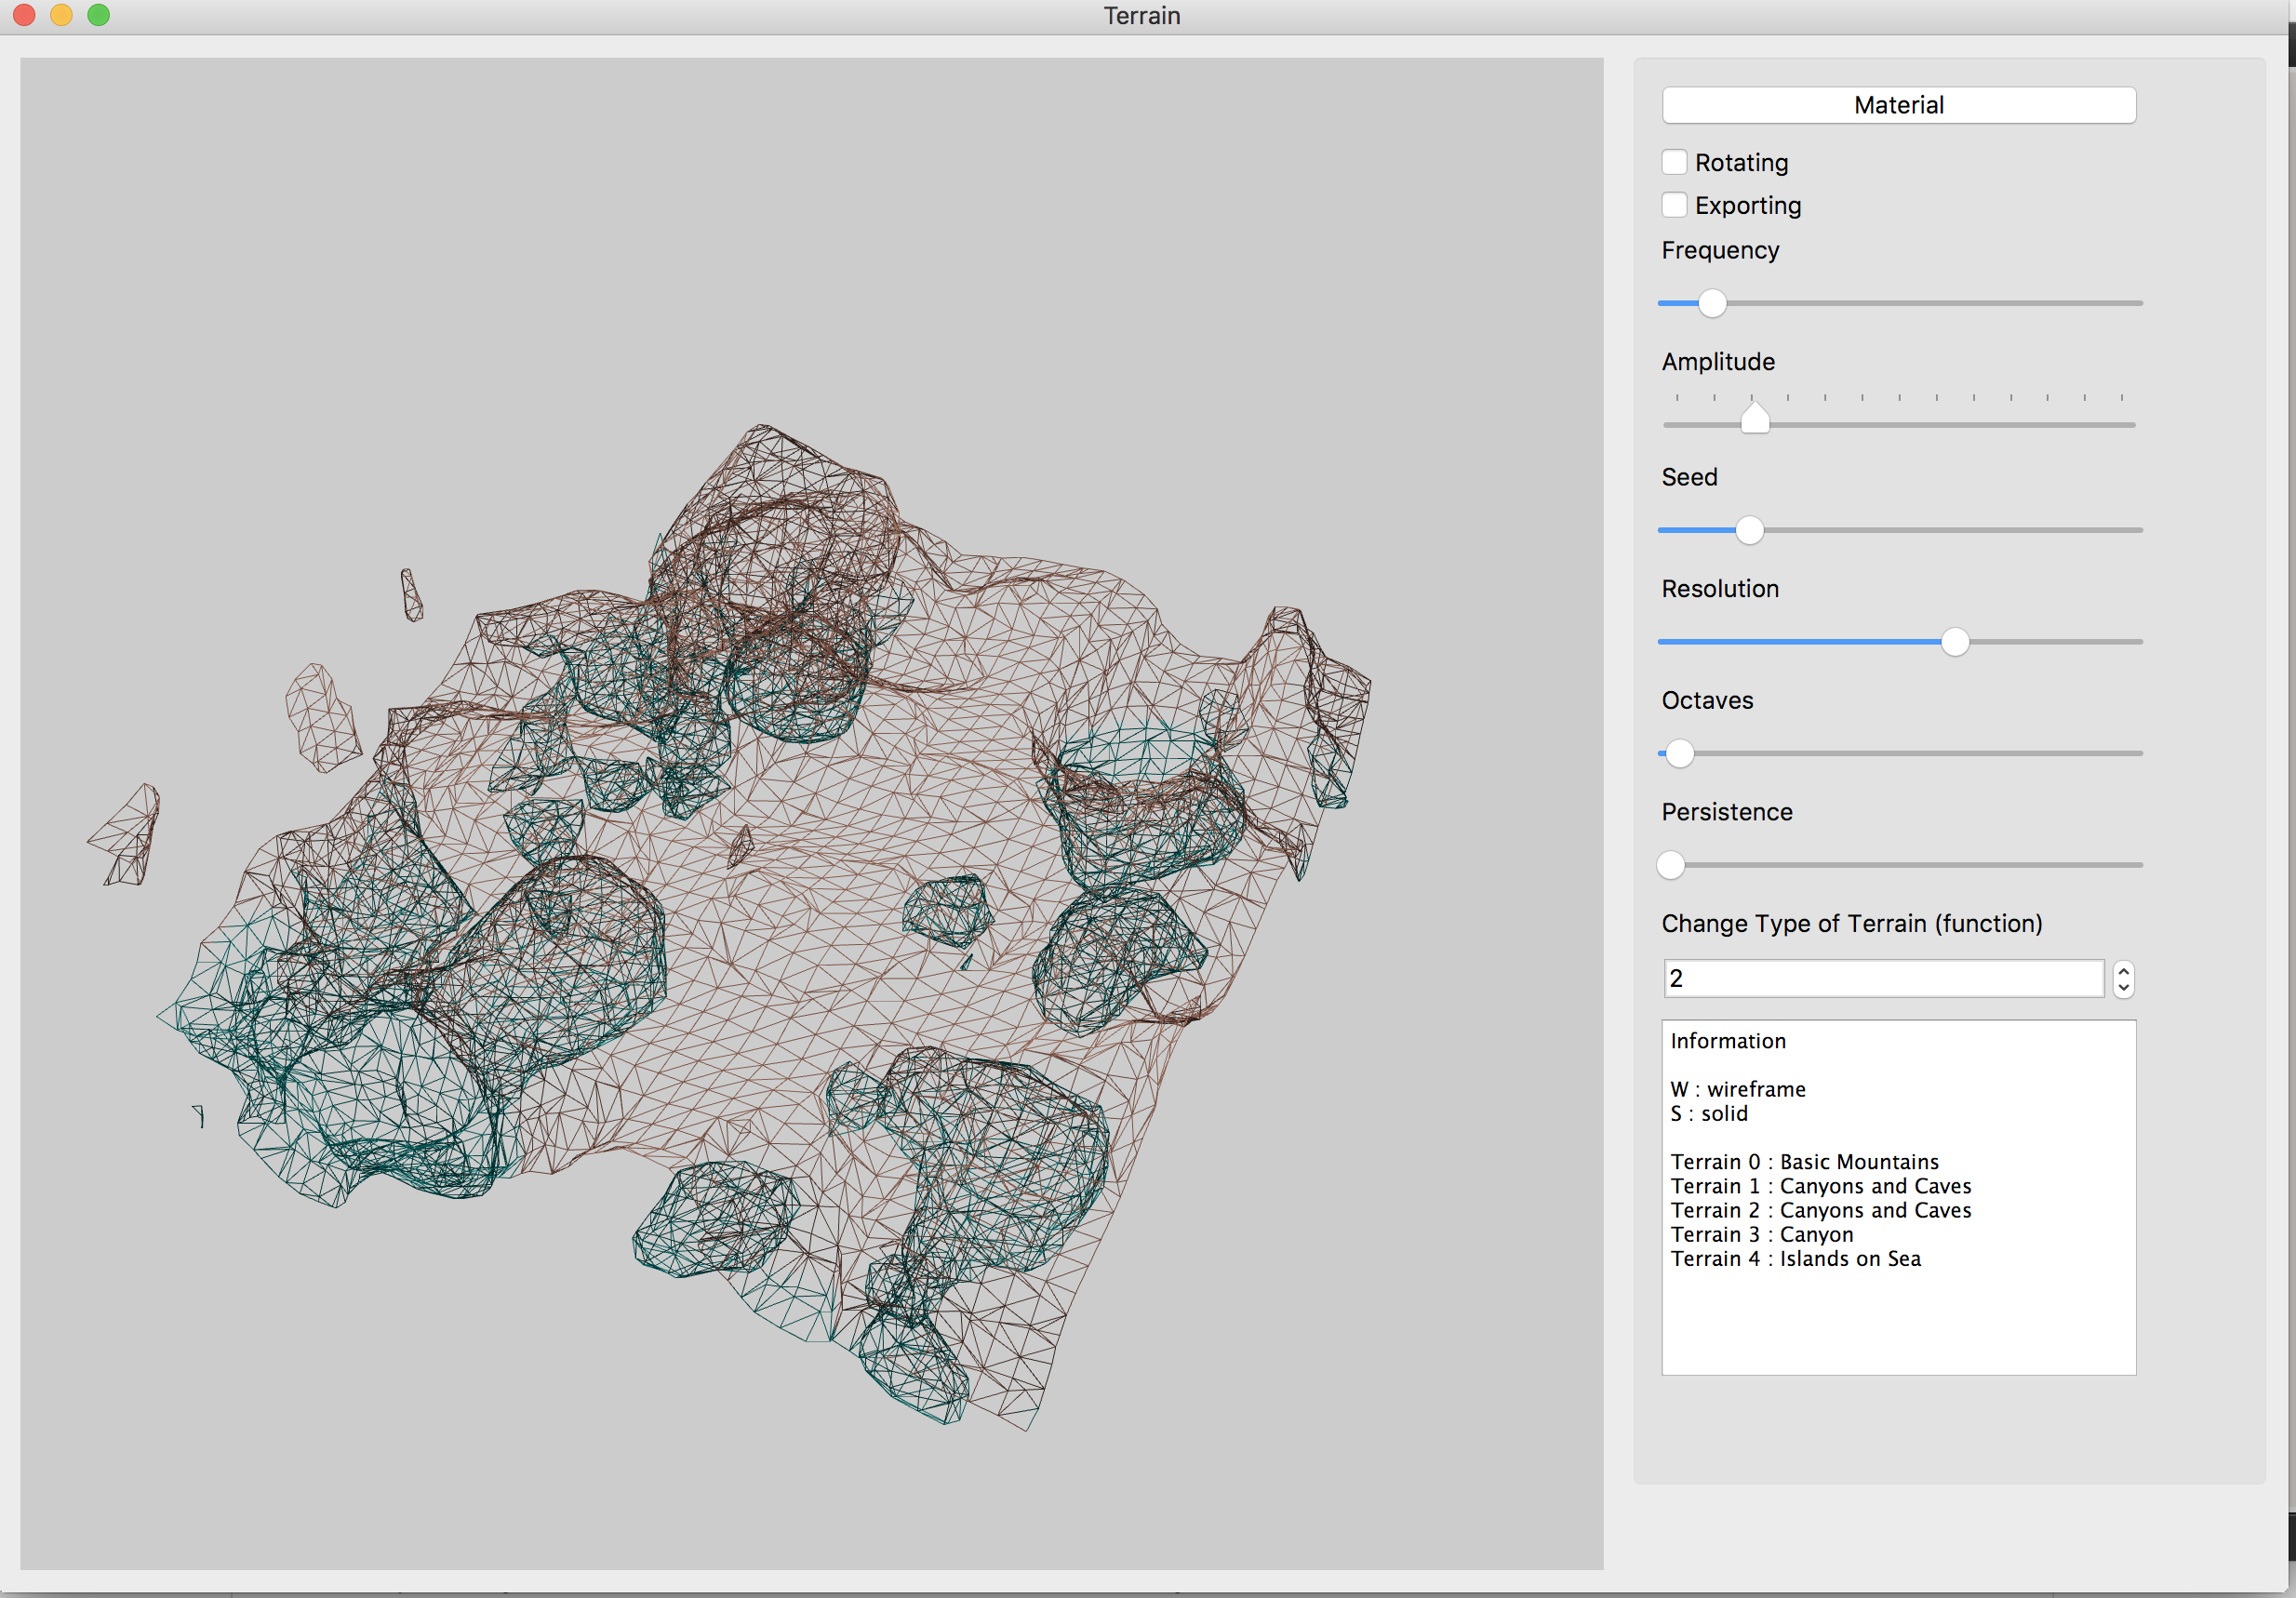 Terrain
Material
Rotating
Exporting
Frequency
Amplitude
Seed
Resolution
Octaves
Persistence
Change Type of Terrain (function)
2
Information
W : wireframe
S : solid
Terrain 0 : Basic Mountains
Terrain 1 : Canyons and Caves
Terrain 2 : Canyons and Caves
Terrain 3 : Canyon
Terrain 4 : Islands on Sea